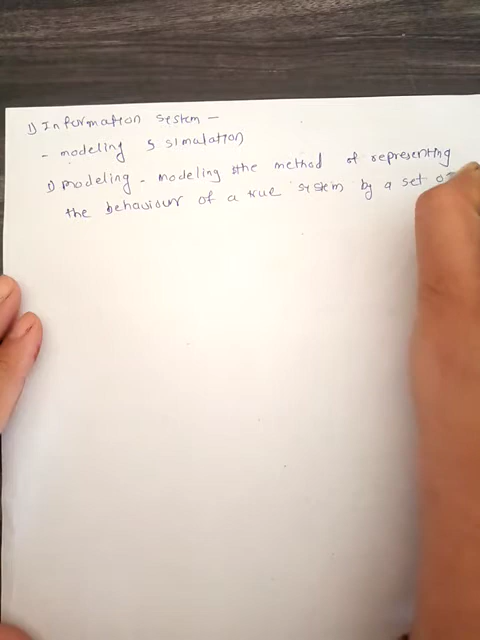 1) Information system –
- modeling & simulation
1) modeling - modeling is the method of representing
the behaviour of a true system by a set of